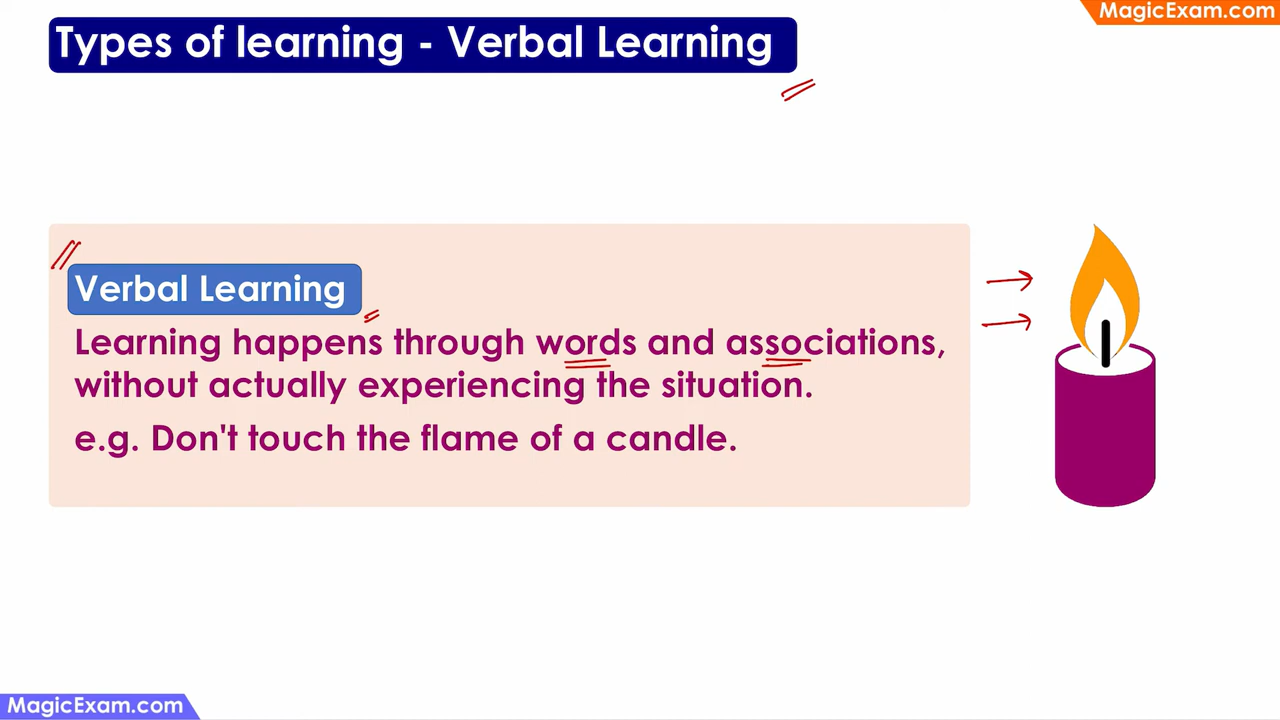 MagicExam.com
Types of learning - Verbal Learning
Verbal Learning
Learning happens through words and associations,
without actually experiencing the situation.
e.g. Don't touch the flame of a candle.
MagicExam.com